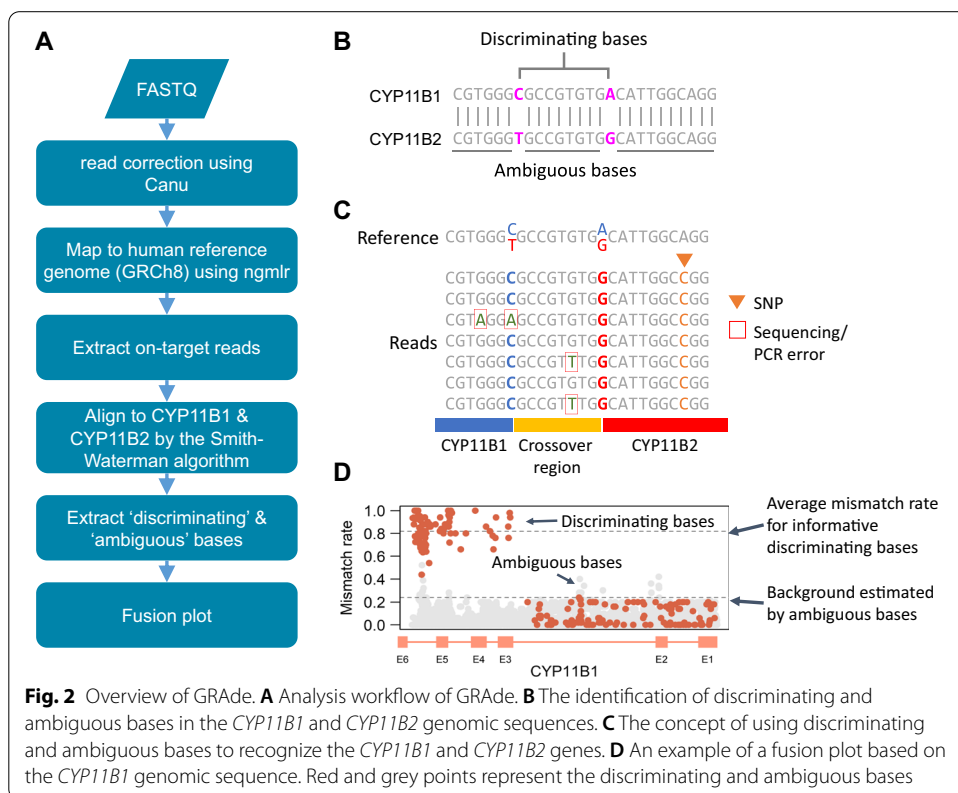 A
FASTQ
read correction using
Canu
Map to human reference
genome (GRCh8) using ngmlr
Extract on-target reads
Align to CYP11B1 &
CYP11B2 by the Smith-
Waterman algorithm
Extract ‘discriminating’ &
‘ambiguous’ bases
Fusion plot
B
Discriminating bases
CYP11B1 CGTGGGCGCCGTGTGACATTGGCAGG
CYP11B2 CGTGGGTGCCGTGTGGCATTGGCAGG
Ambiguous bases
C
C A
Reference CGTGGG GCCGTGTG CATTGGCAGG
T G
CGTGGGCGCCGTGTGGCATTGGCCGG
CGTGGGCGCCGTGTGGCATTGGCCGG
CGTAGGAGCCGTGTGGCATTGGCCGG
Reads CGTGGGCGCCGTGTGGCATTGGCCGG
CGTGGGCGCCGTTTGGCATTGGCCGG
CGTGGGCGCCGTGTGGCATTGGCCGG
CGTGGGCGCCGTTTGGCATTGGCCGG
SNP
Sequencing/
PCR error
CYP11B1 Crossover region CYP11B2
D
Mismatch rate
1.0
0.8
0.6
0.4
0.2
0.0
Discriminating bases
Ambiguous bases
Average mismatch rate
for informative
discriminating bases
Background estimated
by ambiguous bases
E6 E5 E4 E3 E2 E1
CYP11B1
Fig. 2 Overview of GRAde. A Analysis workflow of GRAde. B The identification of discriminating and
ambiguous bases in the CYP11B1 and CYP11B2 genomic sequences. C The concept of using discriminating
and ambiguous bases to recognize the CYP11B1 and CYP11B2 genes. D An example of a fusion plot based on
the CYP11B1 genomic sequence. Red and grey points represent the discriminating and ambiguous bases